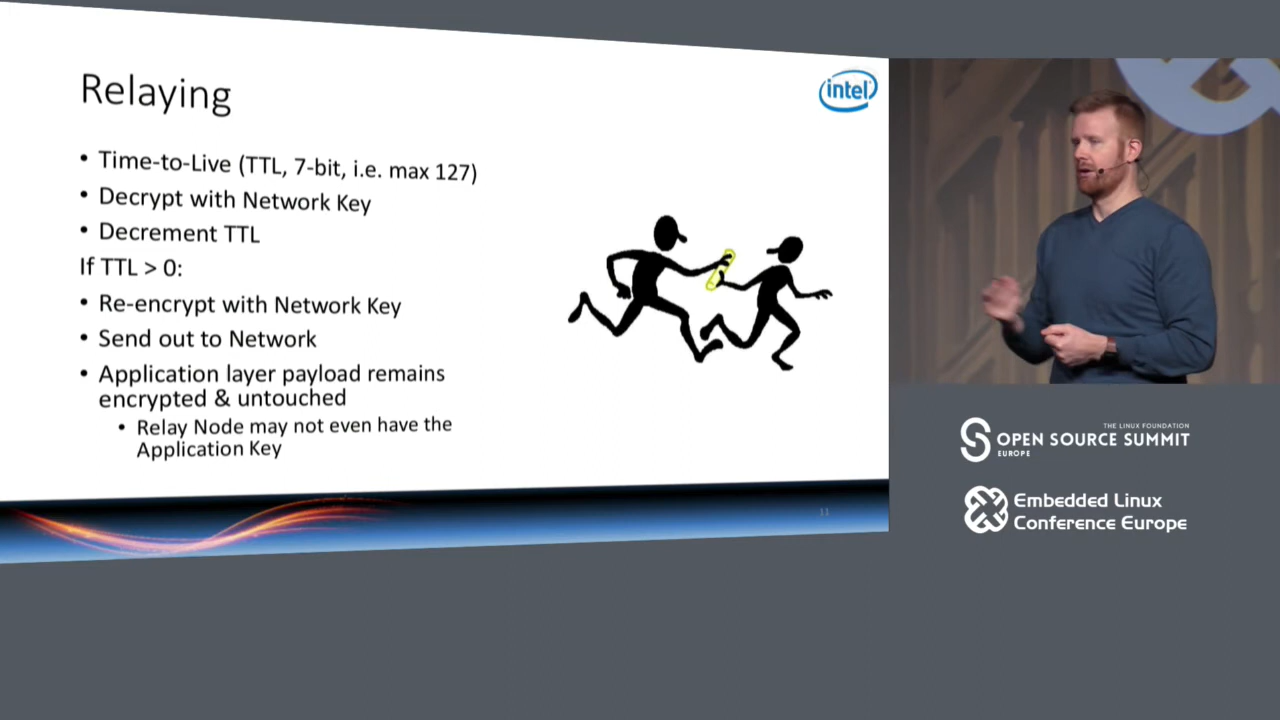 Relaying
intel
• Time-to-Live (TTL, 7-bit, i.e. max 127)
• Decrypt with Network Key
• Decrement TTL
If TTL > 0:
• Re-encrypt with Network Key
• Send out to Network
• Application layer payload remains
encrypted & untouched
• Relay Node may not even have the
Application Key
11
THE LINUX FOUNDATION
OPEN SOURCE SUMMIT
EUROPE
Embedded Linux
Conference Europe